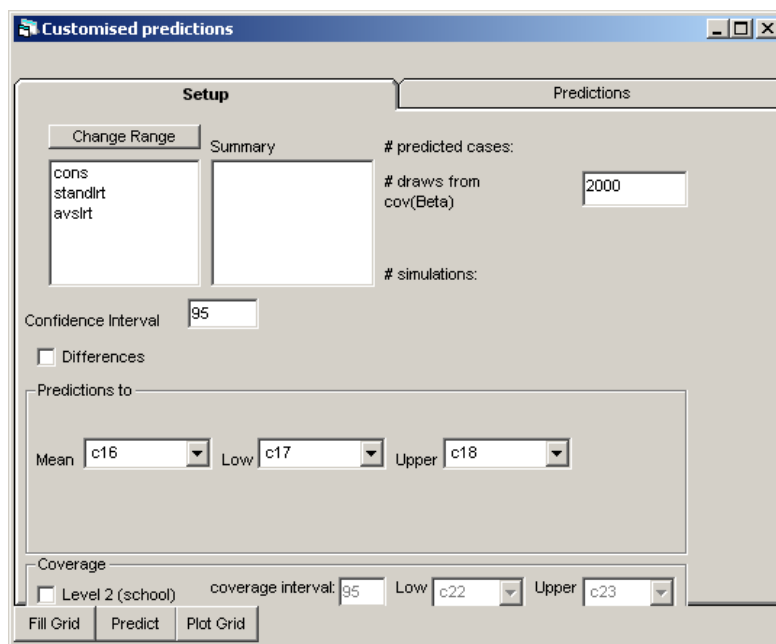 Customised predictions
Setup
Predictions
Change Range
Summary
# predicted cases:
cons
standlrt
avslrt
# draws from
cov(Beta)
2000
# simulations:
Confidence Interval 95
Differences
Predictions to
Mean c16 Low c17 Upper c18
Coverage
Level 2 (school) coverage interval: 95 Low c22 Upper c23
Fill Grid Predict Plot Grid